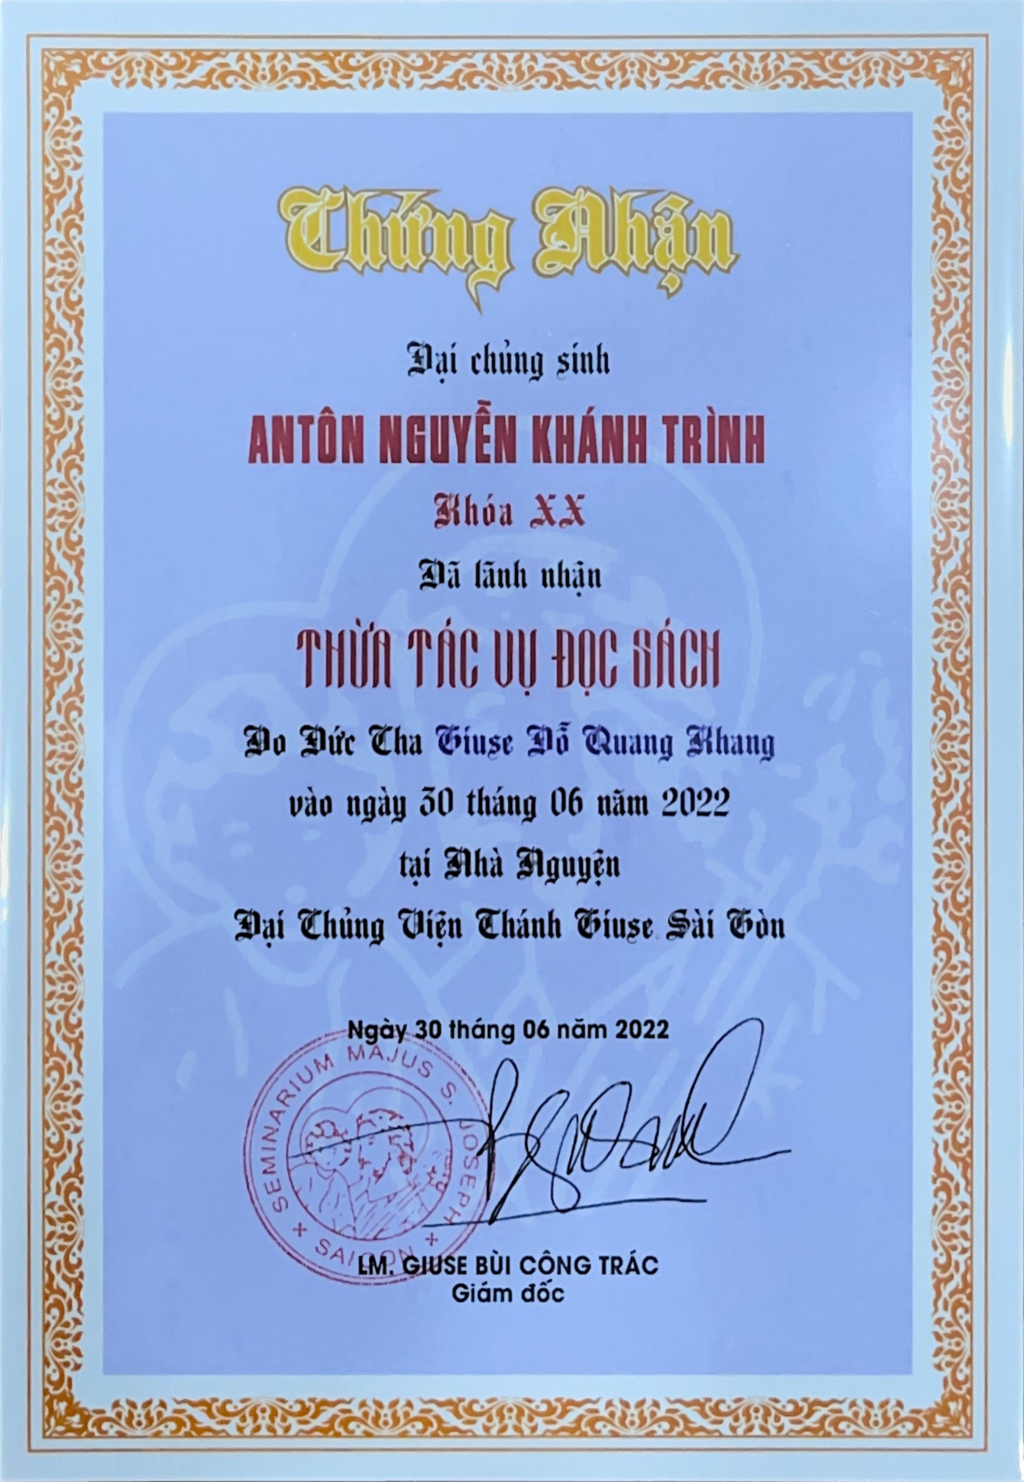 Chứng Nhận
Đại chủng sinh
ANTÔN NGUYỄN KHÁNH TRÌNH
Khóa XX
Đã lãnh nhận
THỪA TÁC VỤ ĐỌC SÁCH
Do Đức Cha Giuse Đỗ Quang Khang
vào ngày 30 tháng 06 năm 2022
tại Nhà Nguyện
Đại Chủng Viện Thánh Giuse Sài Gòn
Ngày 30 tháng 06 năm 2022
SEMINARIUM MAJUS S. JOSEPH
SAIGON
LM. GIUSE BÙI CÔNG TRÁC
Giám đốc